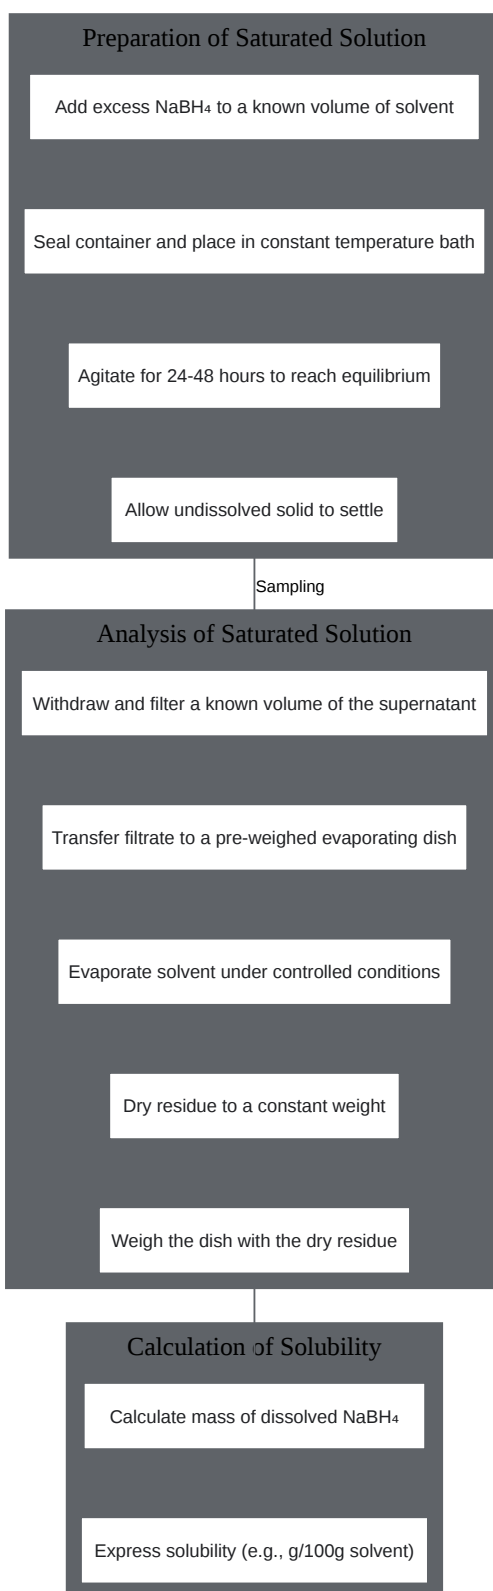 Preparation of Saturated Solution
Add excess NaBH₄ to a known volume of solvent
Seal container and place in constant temperature bath
Agitate for 24-48 hours to reach equilibrium
Allow undissolved solid to settle
Sampling
Analysis of Saturated Solution
Withdraw and filter a known volume of the supernatant
Transfer filtrate to a pre-weighed evaporating dish
Evaporate solvent under controlled conditions
Dry residue to a constant weight
Weigh the dish with the dry residue
Calculation of Solubility
Calculate mass of dissolved NaBH₄
Express solubility (e.g., g/100g solvent)